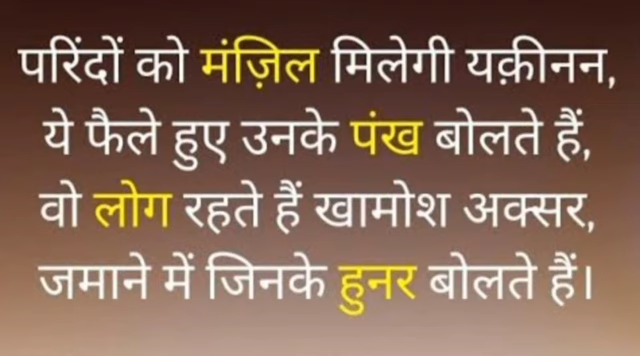 परिंदों को मंज़िल मिलेगी यक़ीनन,
ये फैले हुए उनके पंख बोलते हैं,
वो लोग रहते हैं खामोश अक्सर,
जमाने में जिनके हुनर बोलते हैं।